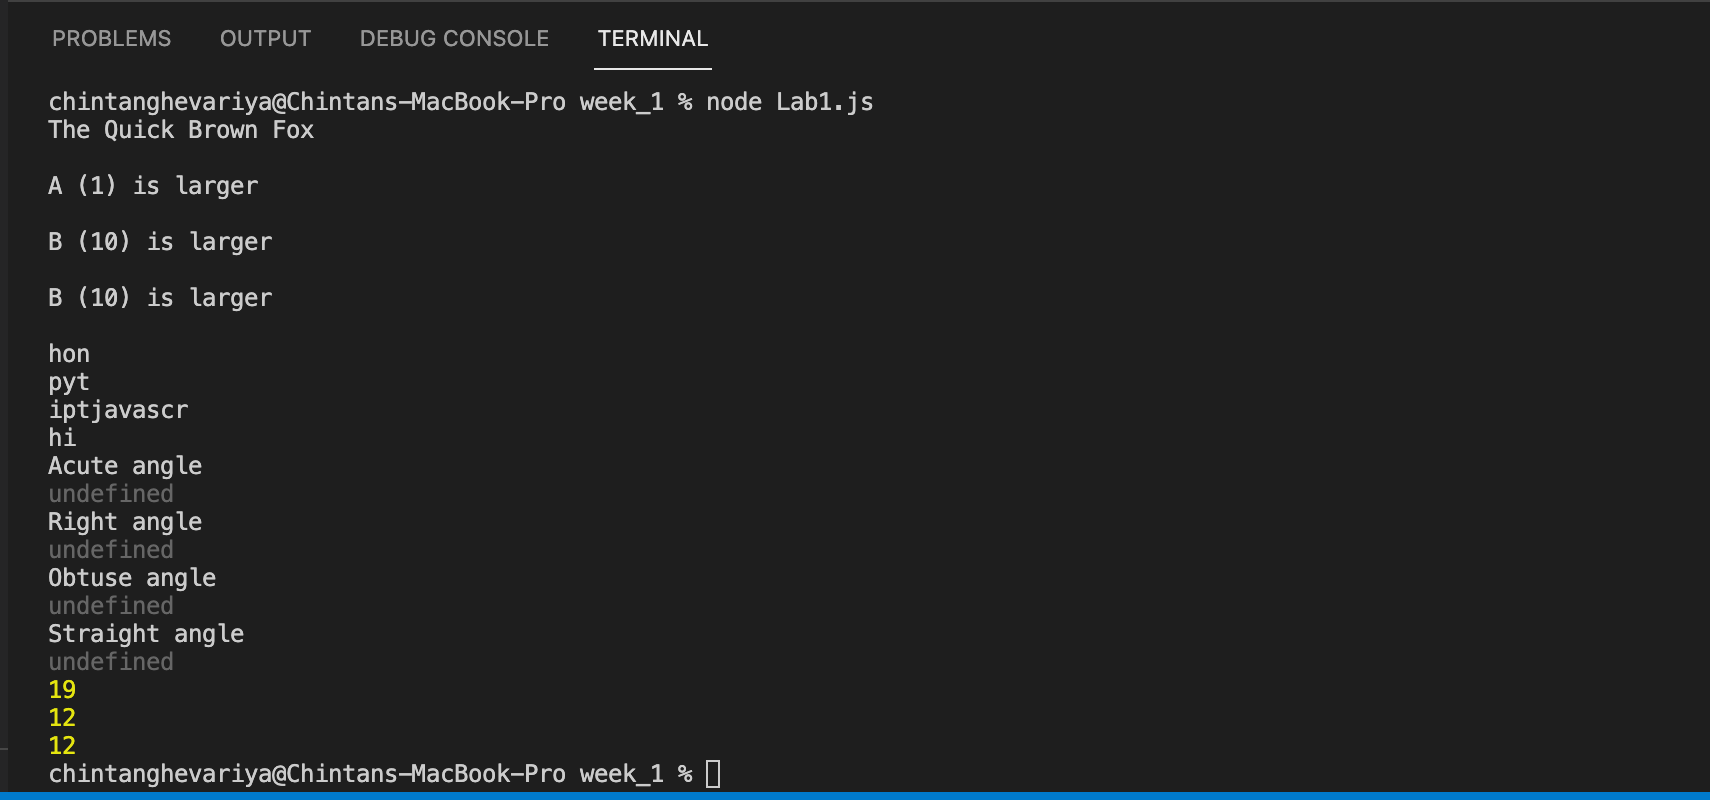 PROBLEMS OUTPUT DEBUG CONSOLE TERMINAL
chintanghevariya@Chintans-MacBook-Pro week_1 % node Lab1.js
The Quick Brown Fox
A (1) is larger
B (10) is larger
B (10) is larger
hon
pyt
iptjavascr
hi
Acute angle
undefined
Right angle
undefined
Obtuse angle
undefined
Straight angle
undefined
19
12
12
chintanghevariya@Chintans-MacBook-Pro week_1 %